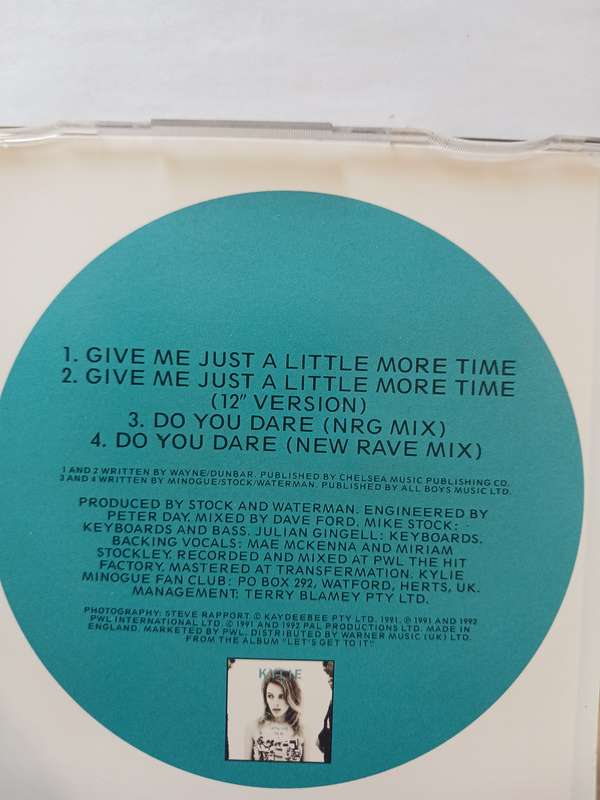 1. GIVE ME JUST A LITTLE MORE TIME
2. GIVE ME JUST A LITTLE MORE TIME
(12" VERSION)
3. DO YOU DARE (NRG MIX)
4. DO YOU DARE (NEW RAVE MIX)
1 AND 2 WRITTEN BY WAYNE/DUNBAR. PUBLISHED BY CHELSEA MUSIC PUBLISHING CO.
3 AND 4 WRITTEN BY MINOGUE/STOCK/WATERMAN. PUBLISHED BY ALL BOYS MUSIC LTD.
PRODUCED BY STOCK AND WATERMAN. ENGINEERED BY
PETER DAY. MIXED BY DAVE FORD. MIKE STOCK:
KEYBOARDS AND BASS. JULIAN GINGELL: KEYBOARDS.
BACKING VOCALS: MAE MCKENNA AND MIRIAM
STOCKLEY. RECORDED AND MIXED AT PWL THE HIT
FACTORY. MASTERED AT TRANSFERMAT!ON. KYLIE
MINOGUE FAN CLUB: PO BOX 292, WATFORD, HERTS, UK.
MANAGEMENT: TERRY BLAMEY PTY LTD.
PHOTOGRAPHY: STEVE RAPPORT © KAYDEEBEE PTY LTD. 1991, ℗ 1991 AND 1992
PWL INTERNATIONAL LTD. © 1991 AND 1992 PAL PRODUCTIONS LTD. MADE IN
ENGLAND. MARKETED BY PWL. DISTRIBUTED BY WARNER MUSIC (UK) LTD.
FROM THE ALBUM "LET'S GET TO IT"
KYLIE